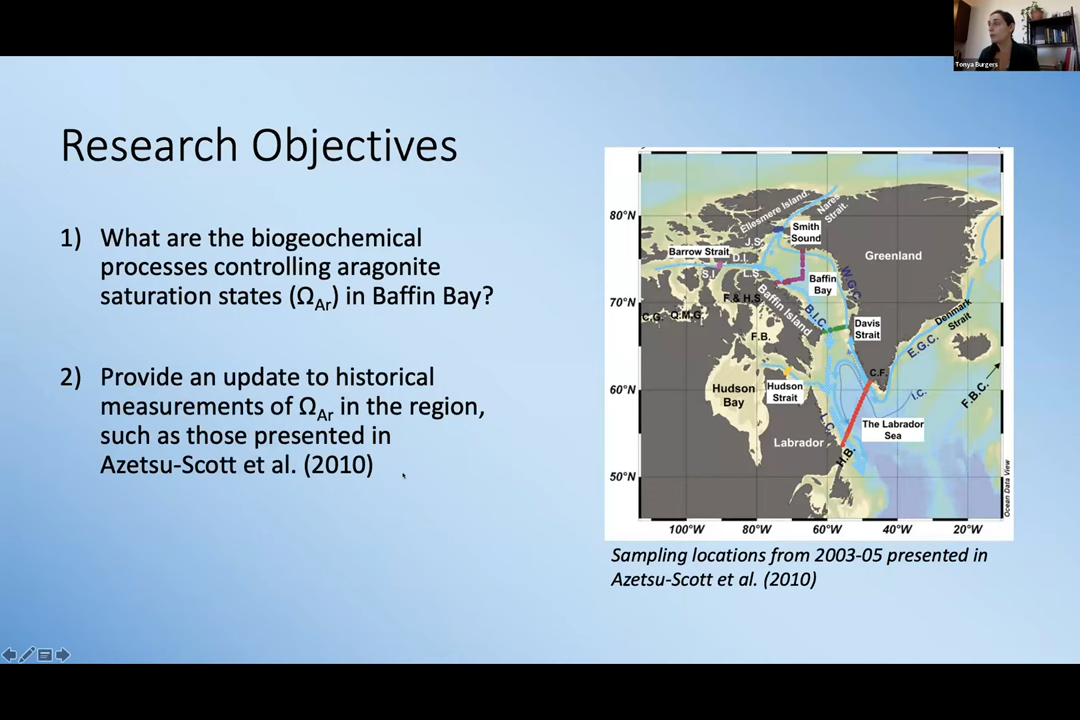 Tonya Burgers
Research Objectives
1) What are the biogeochemical
processes controlling aragonite
saturation states (ΩAr) in Baffin Bay?
2) Provide an update to historical
measurements of ΩAr in the region,
such as those presented in
Azetsu-Scott et al. (2010)
80°N
70°N
60°N
50°N
100°W
80°W
60°W
40°W
20°W
Ellesmere Island.
Nares
Strait.
Smith
Sound
J.S.
Barrow Strait
D.I.
S.I.
L.S.
Greenland
Baffin
Bay
W.G.C.
F.& H.S.
Baffin Island
B.I.C.
C.G.
Q.M.G.
Davis
Strait
Denmark
Strait
F.B.
E.G.C.
C.F.
Hudson
Bay
Hudson
Strait
I.C.
F.B.C.
L.C.
The Labrador
Sea
Labrador
H.B.
Ocean Data View
Sampling locations from 2003-05 presented in
Azetsu-Scott et al. (2010)